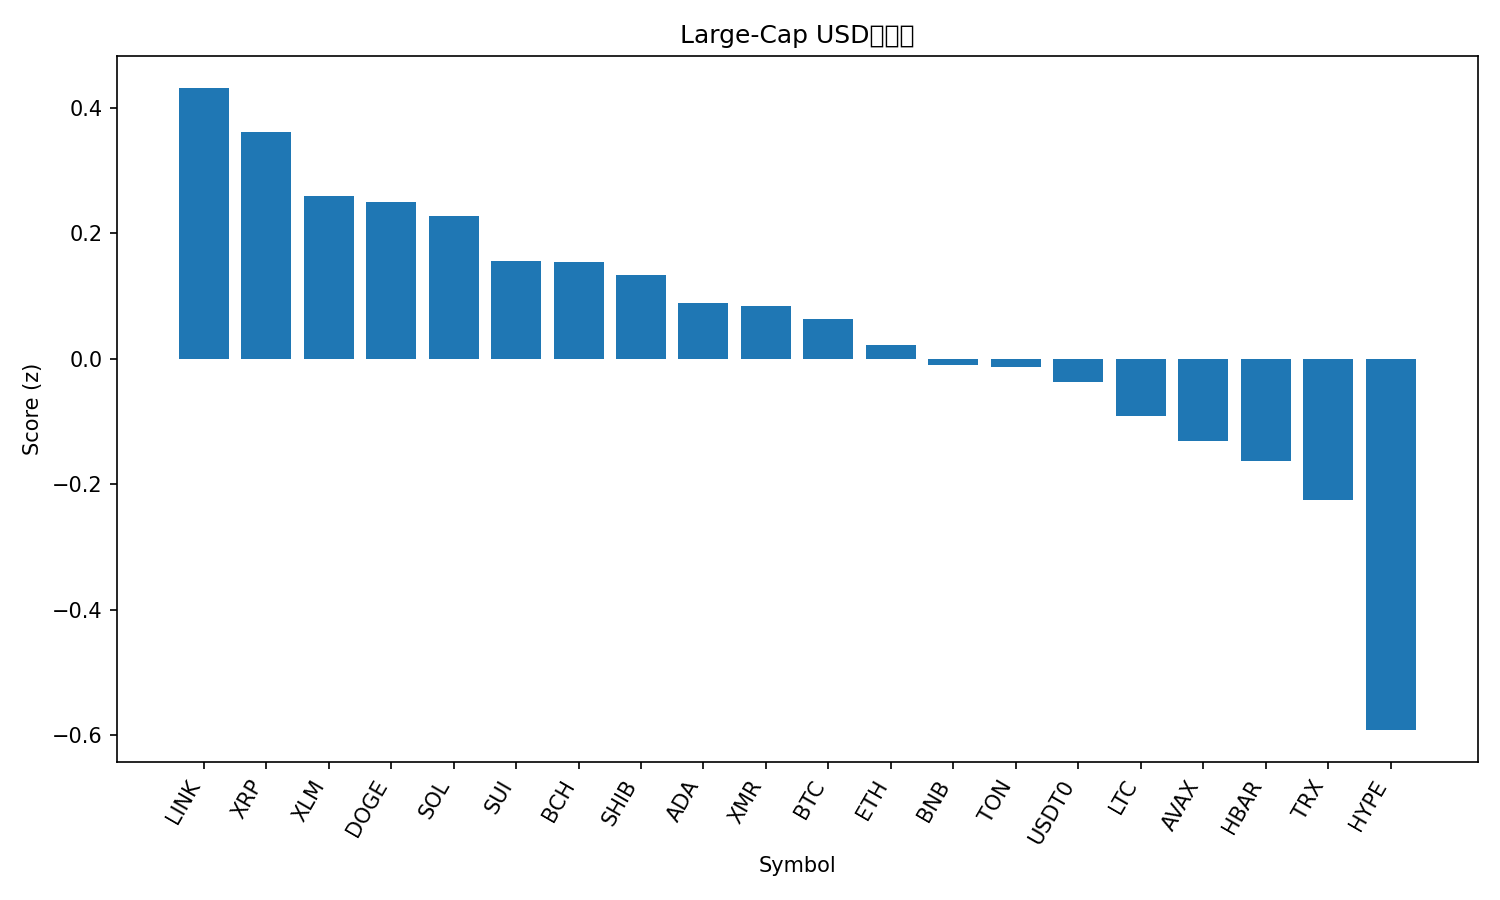 Large-Cap USD
Score (z)
0.4
0.2
0.0
−0.2
−0.4
−0.6
LINK
XRP
XLM
DOGE
SOL
SUI
BCH
SHIB
ADA
XMR
BTC
ETH
BNB
TON
USDT0
LTC
AVAX
HBAR
TRX
HYPE
Symbol